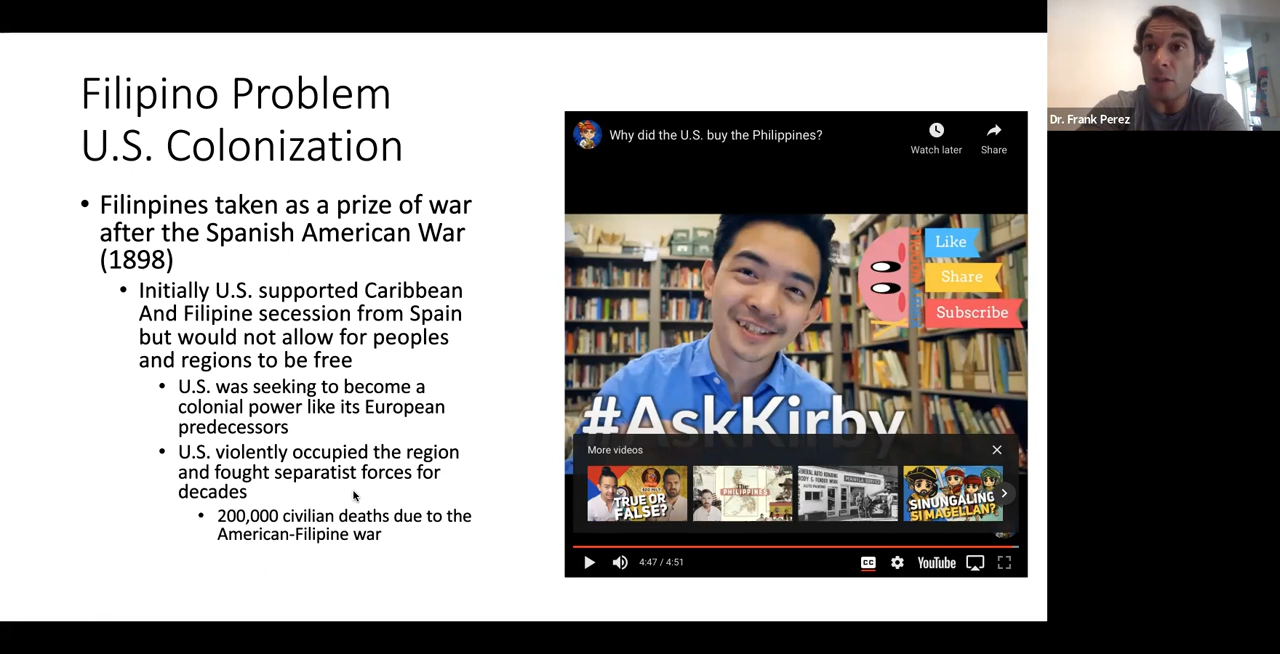 Filipino Problem
U.S. Colonization
• Filinpines taken as a prize of war
after the Spanish American War
(1898)
• Initially U.S. supported Caribbean
And Filipine secession from Spain
but would not allow for peoples
and regions to be free
• U.S. was seeking to become a
colonial power like its European
predecessors
• U.S. violently occupied the region
and fought separatist forces for
decades
• 200,000 civilian deaths due to the
American-Filipine war
Why did the U.S. buy the Philippines?
Watch later
Share
Like
Share
Subscribe
#AskKirby
More videos
TRUE OR
FALSE?
PHILIPPINES
SINUNGALING
SI MAGELLAN?
4:47 / 4:51
CC
YouTube
Dr. Frank Perez